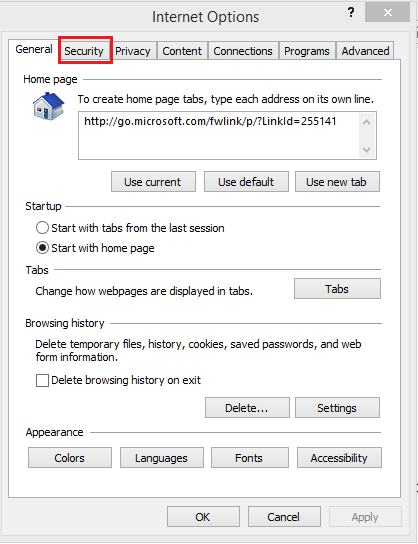 Internet Options
? ×
General Security Privacy Content Connections Programs Advanced
Home page
To create home page tabs, type each address on its own line.
http://go.microsoft.com/fwlink/p/?LinkId=255141
Use current Use default Use new tab
Startup
Start with tabs from the last session
Start with home page
Tabs
Change how webpages are displayed in tabs. Tabs
Browsing history
Delete temporary files, history, cookies, saved passwords, and web
form information.
Delete browsing history on exit
Delete... Settings
Appearance
Colors Languages Fonts Accessibility
OK Cancel Apply